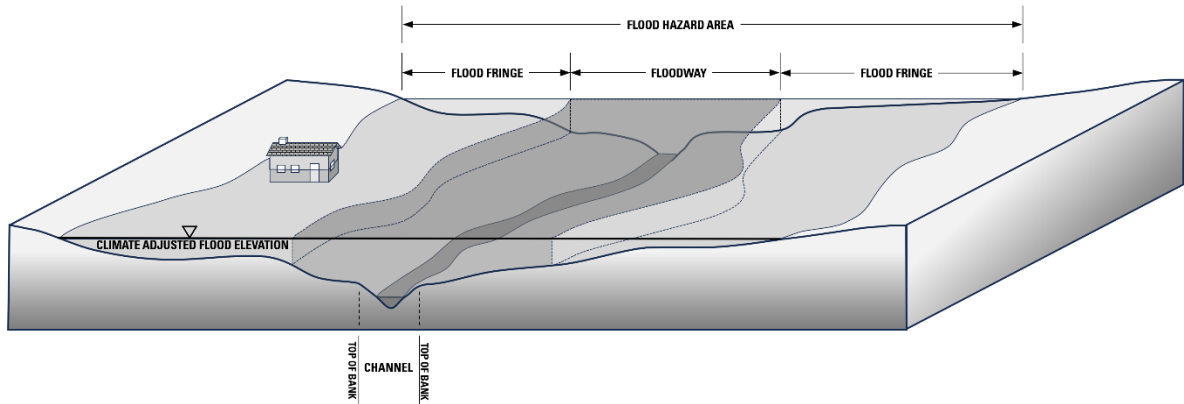 FLOOD HAZARD AREA
FLOOD FRINGE
FLOODWAY
FLOOD FRINGE
CLIMATE ADJUSTED FLOOD ELEVATION
TOP OF BANK
CHANNEL
TOP OF BANK